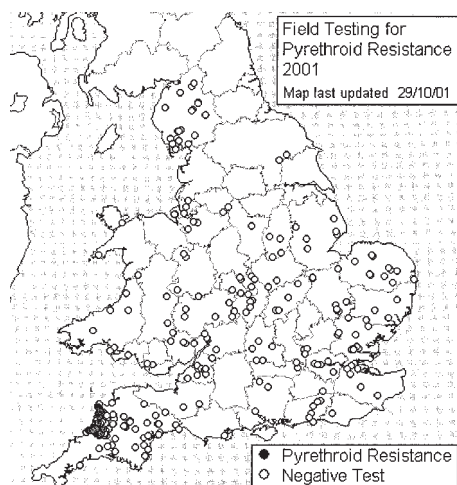 Field Testing for
Pyrethroid Resistance
2001
Map last updated 29/10/01
Pyrethroid Resistance
Negative Test